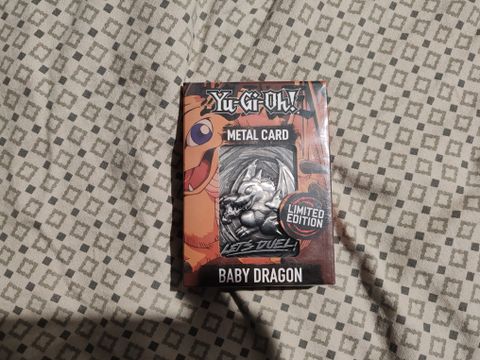 Yu-Gi-Oh!
METAL CARD
LIMITED
EDITION
LET'S DUEL!
BABY DRAGON